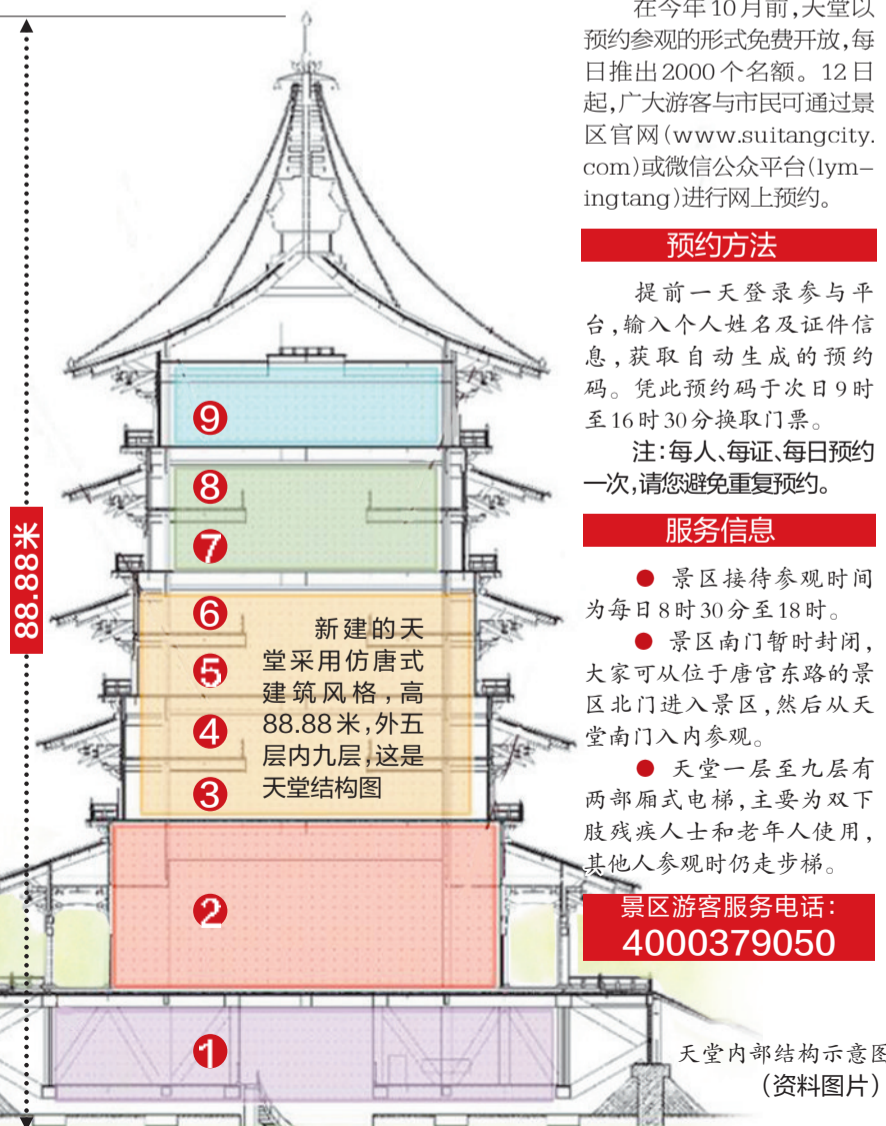 88.88米
9
8
7
6
5
4
3
2
1
新建的天
堂采用仿唐式
建筑风格，高
88.88米，外五
层内九层，这是
天堂结构图
在今年10月前，天堂以
预约参观的形式免费开放，每
日推出2000个名额。12日
起，广大游客与市民可通过景
区官网（www.suitangcity.
com）或微信公众平台（lym-
ingtang）进行网上预约。
预约方法
提前一天登录参与平
台，输入个人姓名及证件信
息，获取自动生成的预约
码。凭此预约码于次日9时
至16时30分换取门票。
注：每人、每证、每日预约
一次，请您避免重复预约。
服务信息
● 景区接待参观时间
为每日8时30分至18时。
● 景区南门暂时封闭，
大家可从位于唐宫东路的景
区北门进入景区，然后从天
堂南门入内参观。
● 天堂一层至九层有
两部厢式电梯，主要为双下
肢残疾人士和老年人使用，
其他人参观时仍走步梯。
景区游客服务电话：
4000379050
天堂内部结构示意图
（资料图片）